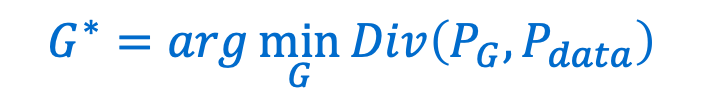 G* = arg min_G Div(P_G, P_data)